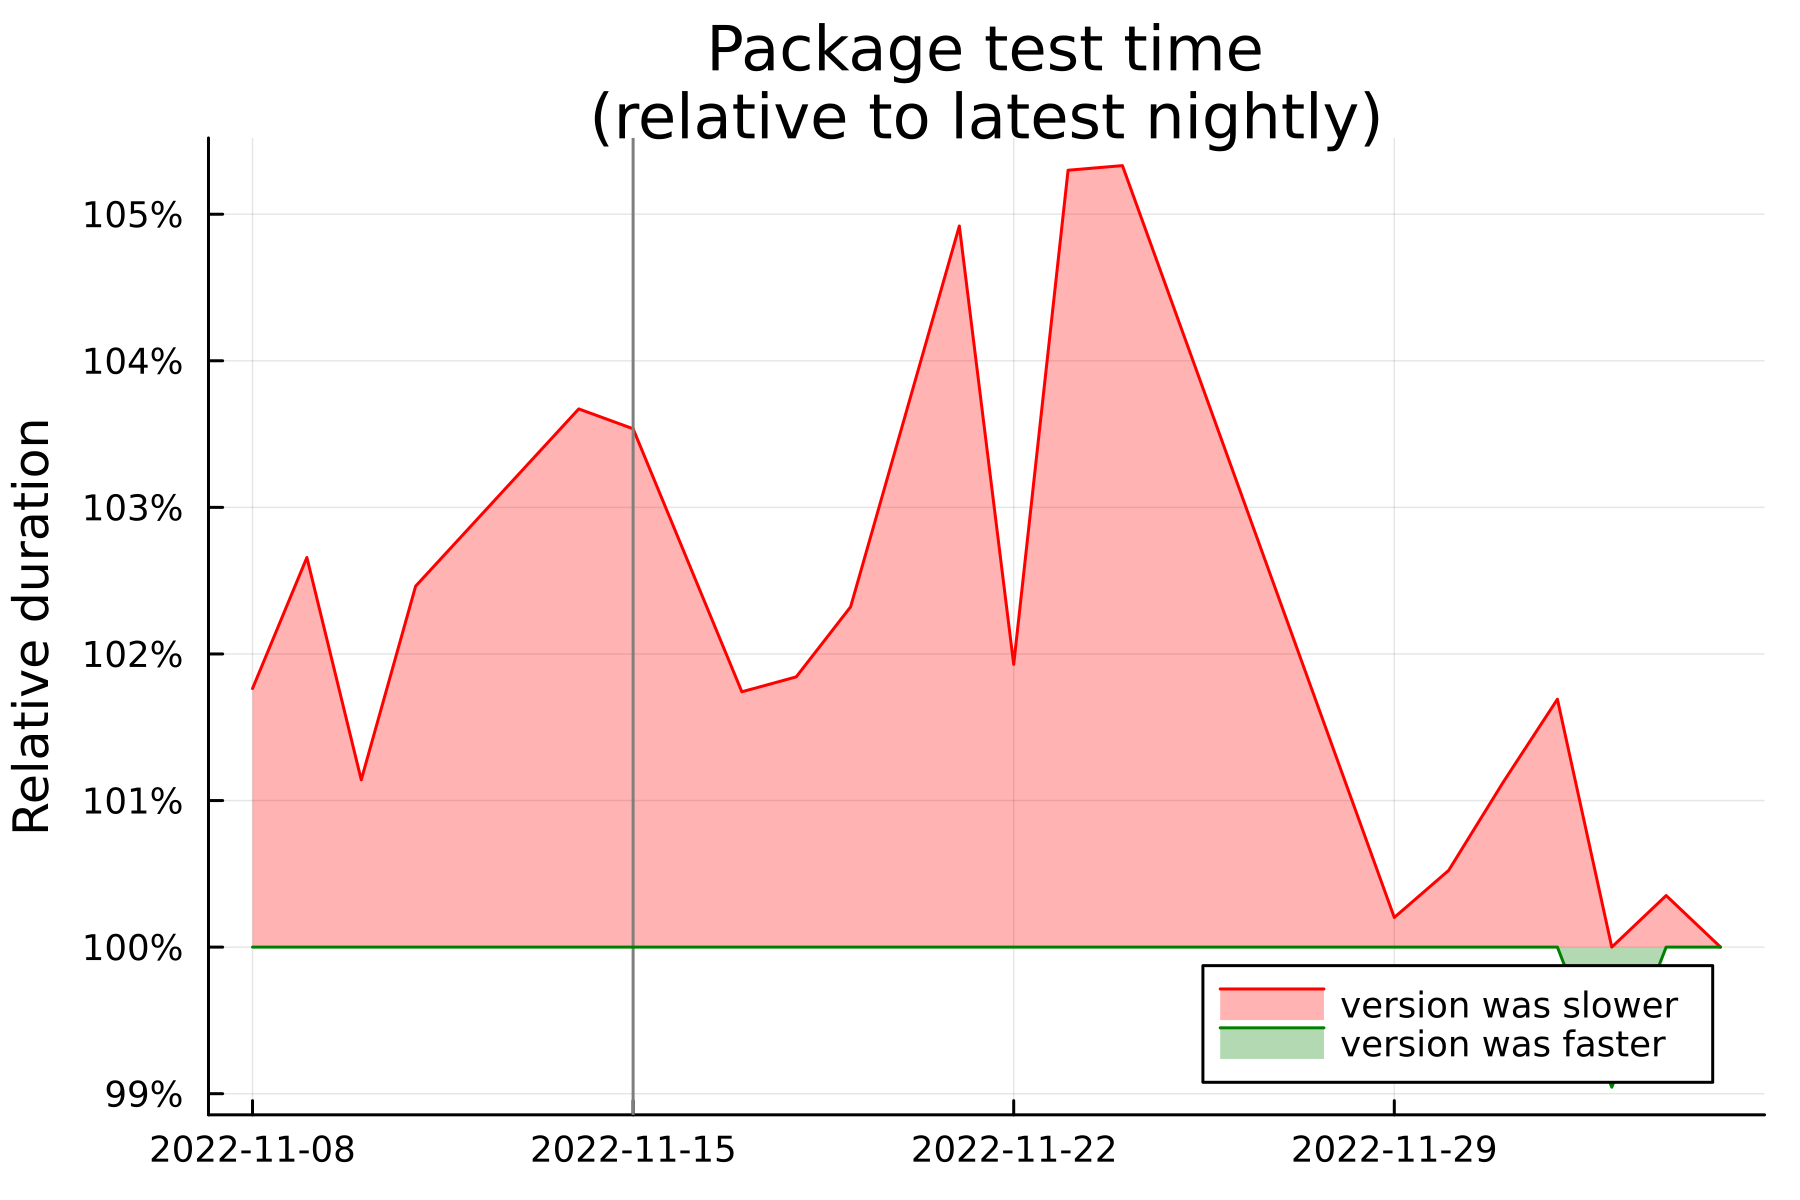 Package test time
(relative to latest nightly)
Relative duration
105%
104%
103%
102%
101%
100%
99%
version was slower
version was faster
2022-11-08
2022-11-15
2022-11-22
2022-11-29